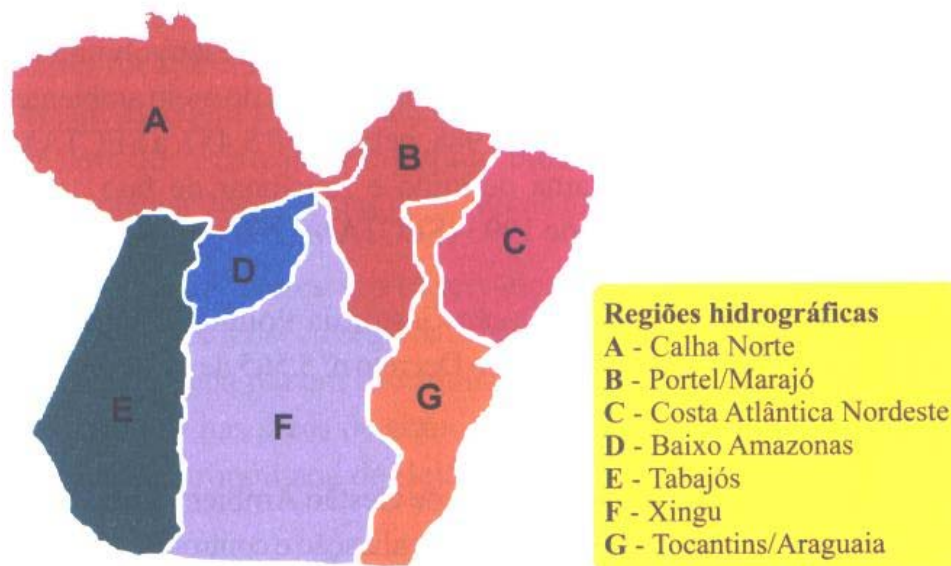 A
B
C
D
E
F
G
Regiões hidrográficas
A - Calha Norte
B - Portel/Marajó
C - Costa Atlântica Nordeste
D - Baixo Amazonas
E - Tabajós
F - Xingu
G - Tocantins/Araguaia